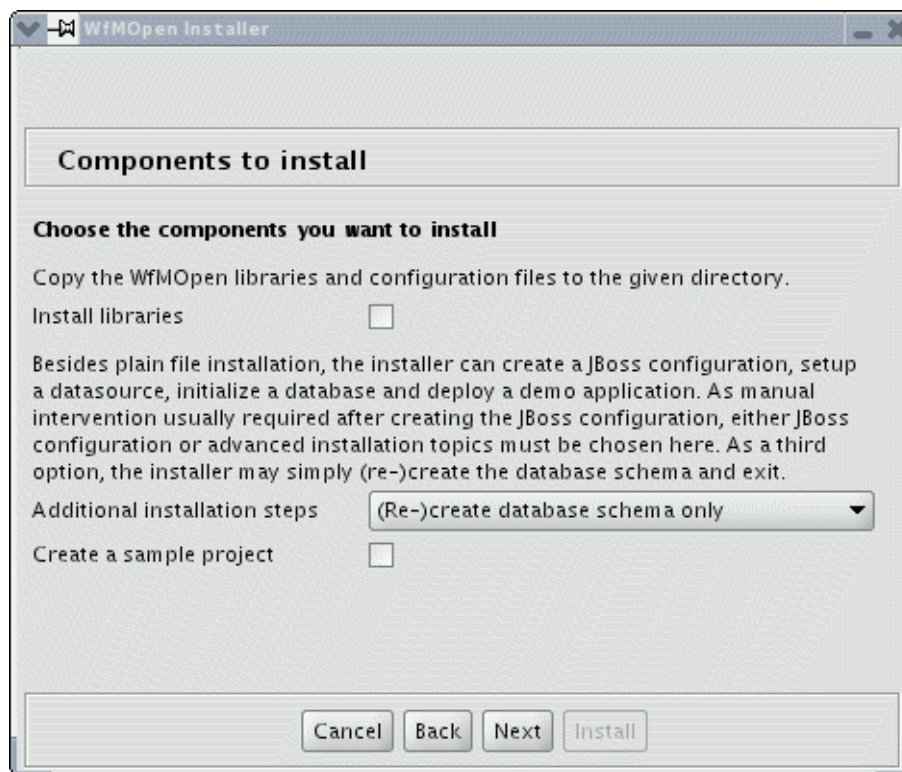 WfMOpen Installer
Components to install
Choose the components you want to install
Copy the WfMOpen libraries and configuration files to the given directory.
Install libraries
Besides plain file installation, the installer can create a JBoss configuration, setup
a datasource, initialize a database and deploy a demo application. As manual
intervention usually required after creating the JBoss configuration, either JBoss
configuration or advanced installation topics must be chosen here. As a third
option, the installer may simply (re-)create the database schema and exit.
Additional installation steps (Re-)create database schema only
Create a sample project
Cancel Back Next Install